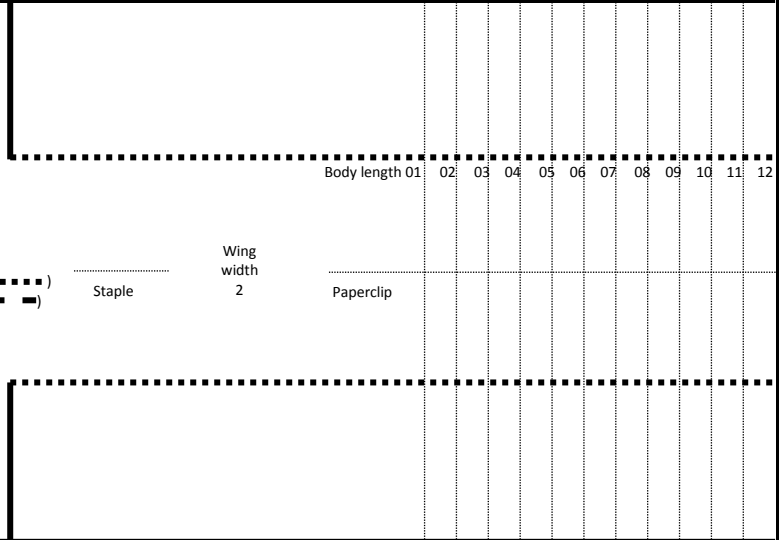 Body length 01 02 03 04 05 06 07 08 09 10 11 12
Wing
width
2
)
)
Staple
Paperclip